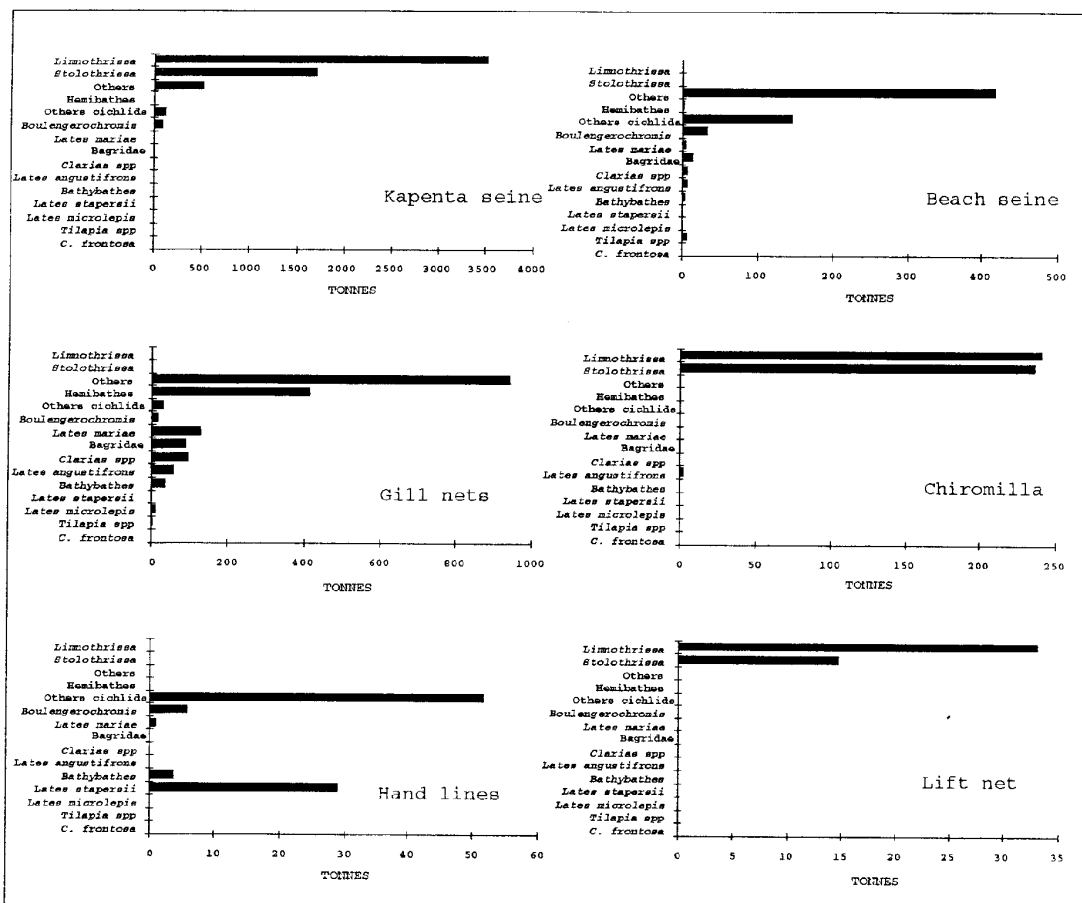 Limnothrissa
Stolothrissa
Others
Hemibathes
Others cichlids
Boulengerochromis
Lates mariae
Bagridae
Clarias spp
Lates angustifrons
Bathybathes
Lates stapersii
Lates microlepis
Tilapia spp
C. frontosa
Kapenta seine
0 500 1000 1500 2000 2500 3000 3500 4000
TONNES
Limnothrissa
Stolothrissa
Others
Hemibathes
Others cichlids
Boulengerochromis
Lates mariae
Bagridae
Clarias spp
Lates angustifrons
Bathybathes
Lates stapersii
Lates microlepis
Tilapia spp
C. frontosa
Beach seine
0 100 200 300 400 500
TONNES
Limnothrissa
Stolothrissa
Others
Hemibathes
Others cichlids
Boulengerochromis
Lates mariae
Bagridae
Clarias spp
Lates angustifrons
Bathybathes
Lates stapersii
Lates microlepis
Tilapia spp
C. frontosa
Gill nets
0 200 400 600 800 1000
TONNES
Limnothrissa
Stolothrissa
Others
Hemibathes
Others cichlids
Boulengerochromis
Lates mariae
Bagridae
Clarias spp
Lates angustifrons
Bathybathes
Lates stapersii
Lates microlepis
Tilapia spp
C. frontosa
Chiromilla
0 50 100 150 200 250
TONNES
Limnothrissa
Stolothrissa
Others
Hemibathes
Others cichlids
Boulengerochromis
Lates mariae
Bagridae
Clarias spp
Lates angustifrons
Bathybathes
Lates stapersii
Lates microlepis
Tilapia spp
C. frontosa
Hand lines
0 10 20 30 40 50 60
TONNES
Limnothrissa
Stolothrissa
Others
Hemibathes
Others cichlids
Boulengerochromis
Lates mariae
Bagridae
Clarias spp
Lates angustifrons
Bathybathes
Lates stapersii
Lates microlepis
Tilapia spp
C. frontosa
Lift net
0 5 10 15 20 25 30 35
TONNES